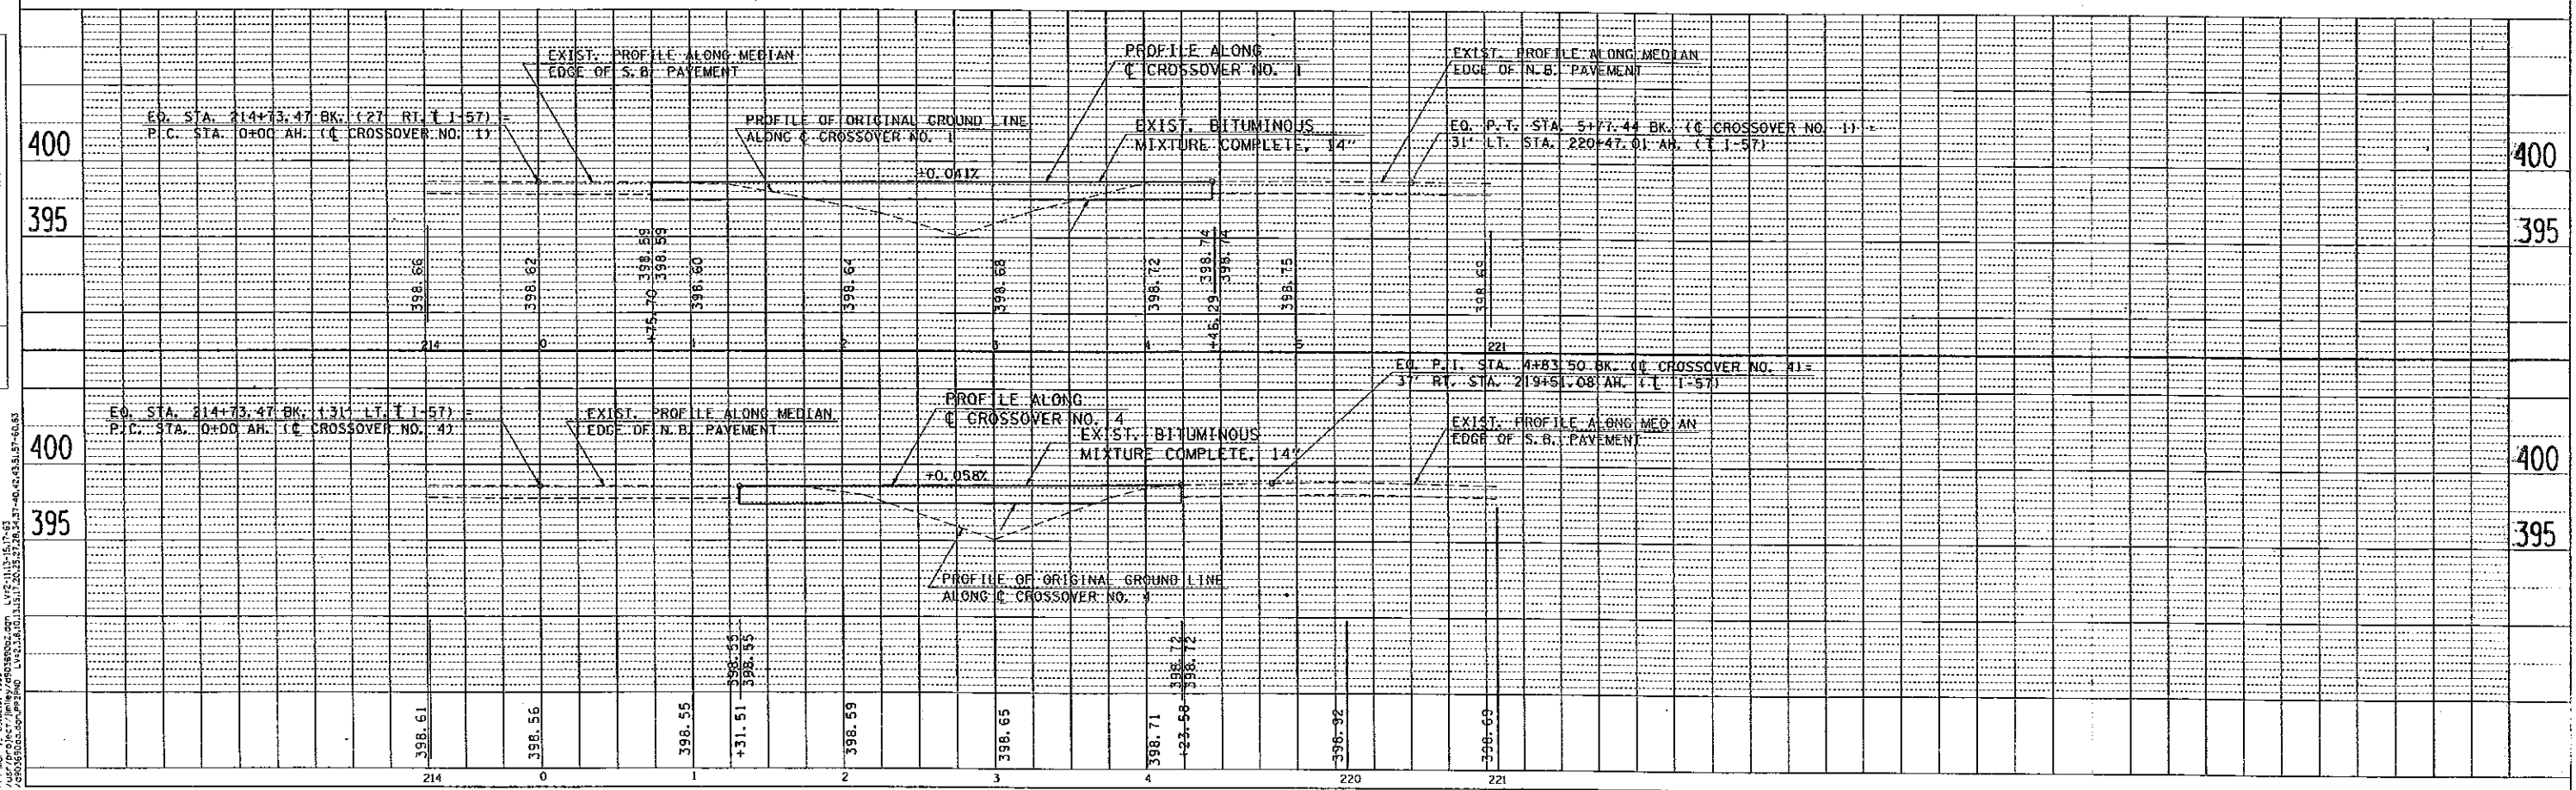 EXIST. PROFILE ALONG MEDIAN
EDGE OF S.B. PAVEMENT
PROFILE ALONG
℄ CROSSOVER NO. 1
EXIST. PROFILE ALONG MEDIAN
EDGE OF N.B. PAVEMENT
EQ. STA. 214+73.47 BK. (27' RT. ℄ I-57) =
P.C. STA. 0+00 AH. (℄ CROSSOVER NO. 1)
PROFILE OF ORIGINAL GROUND LINE
ALONG ℄ CROSSOVER NO. 1
EXIST. BITUMINOUS
MIXTURE COMPLETE, 14"
EQ. P.T. STA. 5+77.44 BK. (℄ CROSSOVER NO. 1) =
31' LT. STA. 220+47.01 AH. (℄ I-57)
400
400
+0.041%
395
395
398.66
398.62
+75.70
398.59
398.59
398.60
398.64
398.68
398.72
+46.29
398.74
398.74
398.75
398.69
214
0
1
2
3
4
5
221
EQ. P.T. STA. 4+83.50 BK. (℄ CROSSOVER NO. 4) =
37' RT. STA. 219+51.08 AH. (℄ I-57)
EQ. STA. 214+73.47 BK. (31' LT. ℄ I-57) =
P.C. STA. 0+00 AH. (℄ CROSSOVER NO. 4)
EXIST. PROFILE ALONG MEDIAN
EDGE OF N.B. PAVEMENT
PROFILE ALONG
℄ CROSSOVER NO. 4
EXIST. BITUMINOUS
MIXTURE COMPLETE, 14"
EXIST. PROFILE ALONG MEDIAN
EDGE OF S.B. PAVEMENT
400
400
+0.058%
395
395
PROFILE OF ORIGINAL GROUND LINE
ALONG ℄ CROSSOVER NO. 4
398.61
398.56
398.55
+31.51
398.55
398.55
398.59
398.65
398.71
+23.58
398.72
398.72
398.92
398.69
214
0
1
2
3
4
220
221